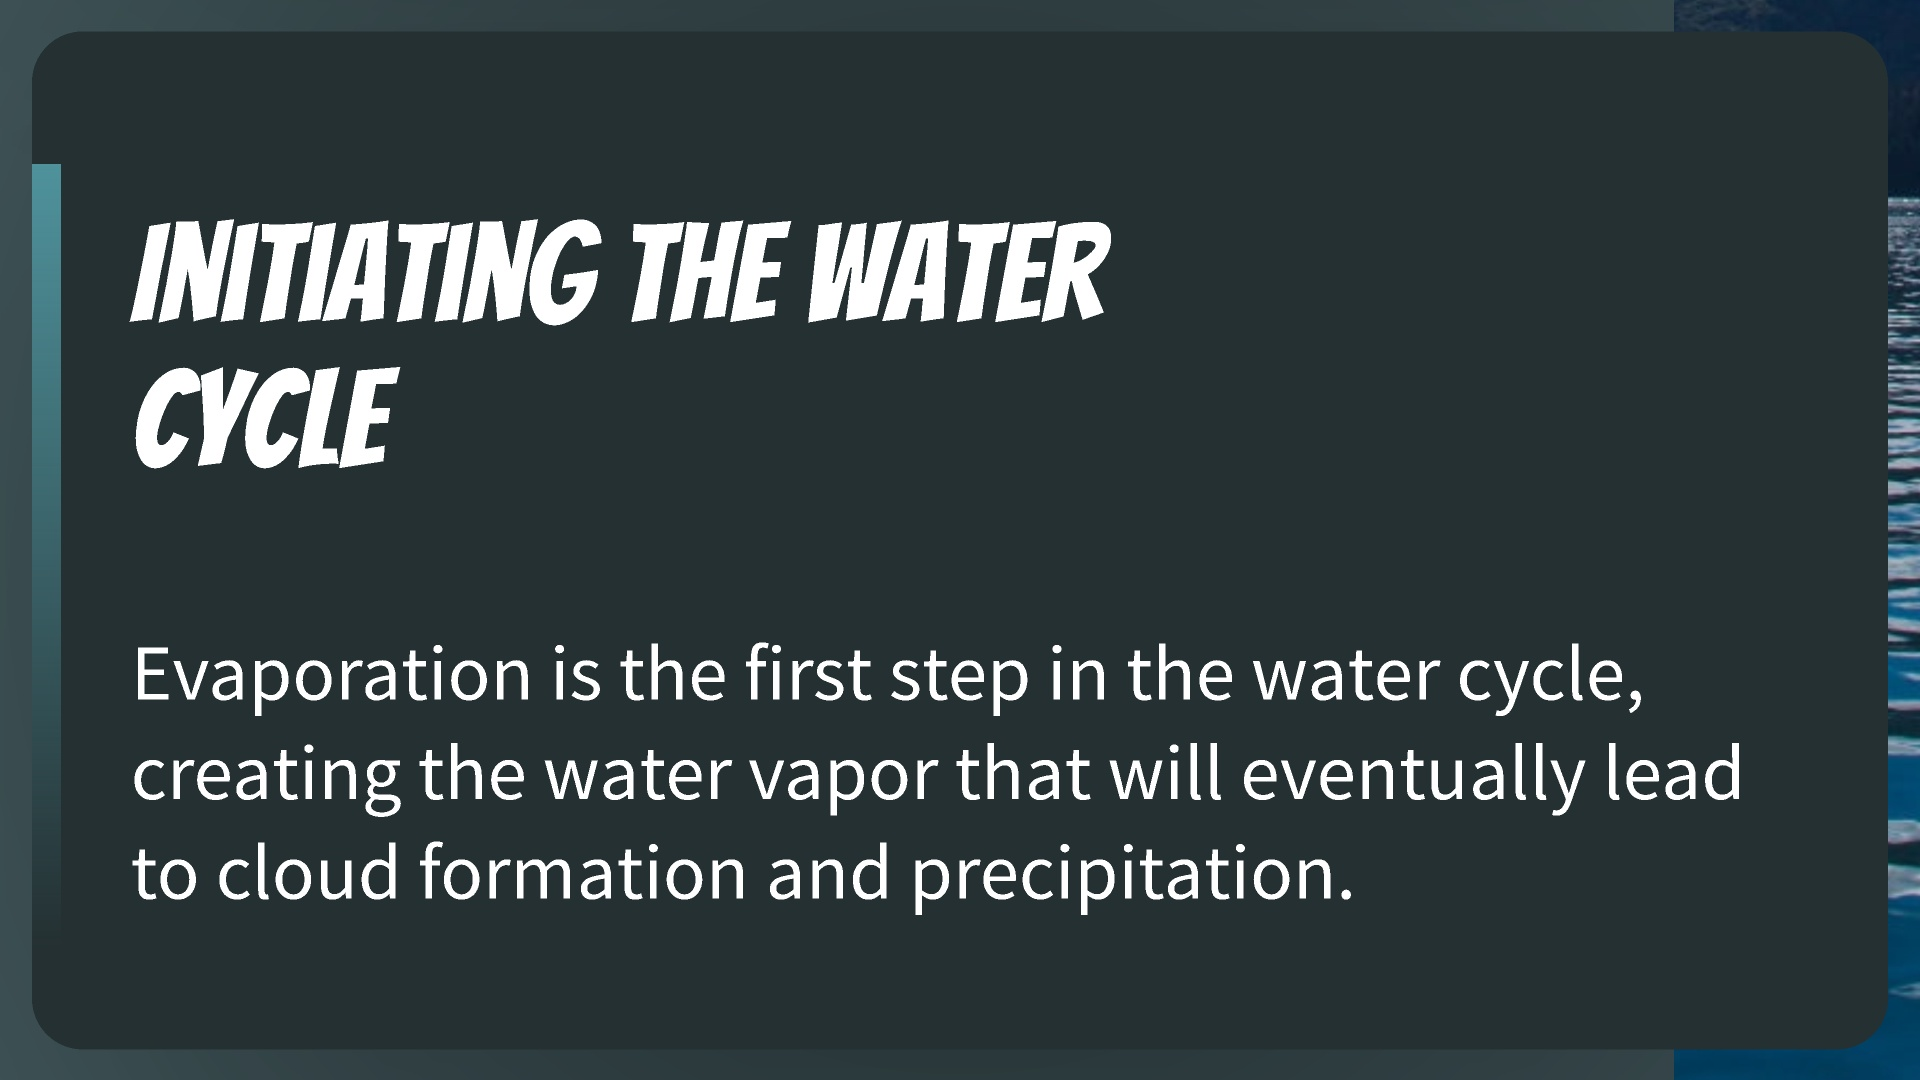 INITIATING THE WATER
CYCLE
Evaporation is the first step in the water cycle,
creating the water vapor that will eventually lead
to cloud formation and precipitation.